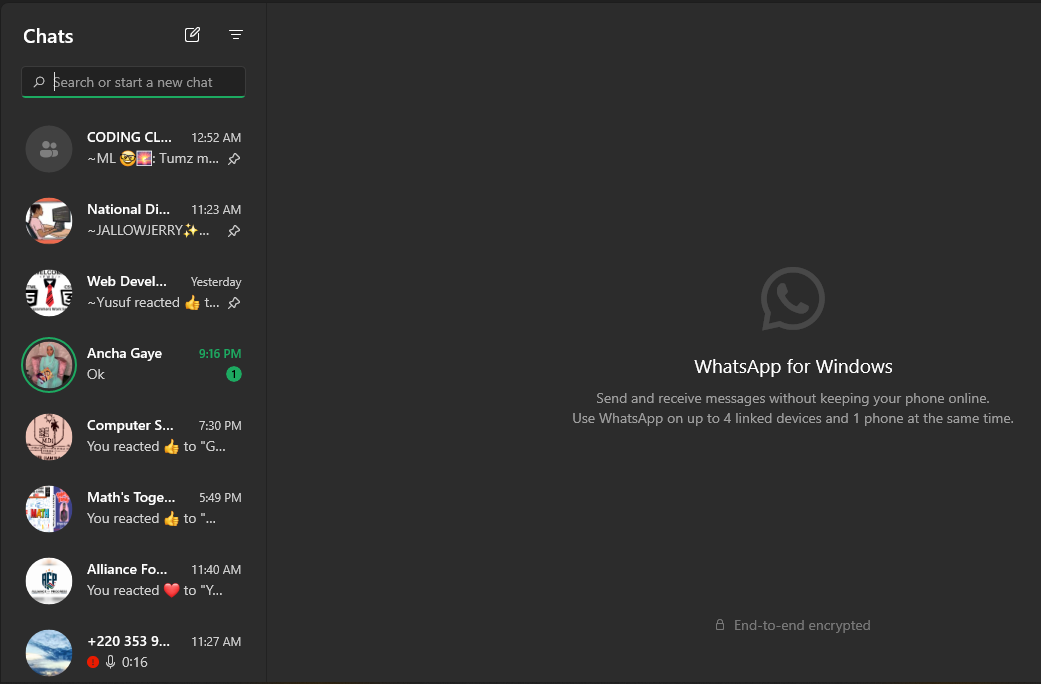 Chats
Search or start a new chat
CODING CL... 12:52 AM
~ML 🤓🌅: Tumz m...
National Di... 11:23 AM
~JALLOWJERRY✨...
Web Devel... Yesterday
~Yusuf reacted 👍 t...
Ancha Gaye 9:16 PM
Ok 1
Computer S... 7:30 PM
You reacted 👍 to "G...
Math's Toge... 5:49 PM
You reacted 👍 to "...
Alliance Fo... 11:40 AM
You reacted ❤️ to "Y...
+220 353 9... 11:27 AM
0:16
WhatsApp for Windows
Send and receive messages without keeping your phone online.
Use WhatsApp on up to 4 linked devices and 1 phone at the same time.
End-to-end encrypted